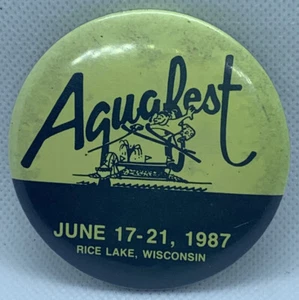 Aquafest
JUNE 17-21, 1987
RICE LAKE, WISCONSIN